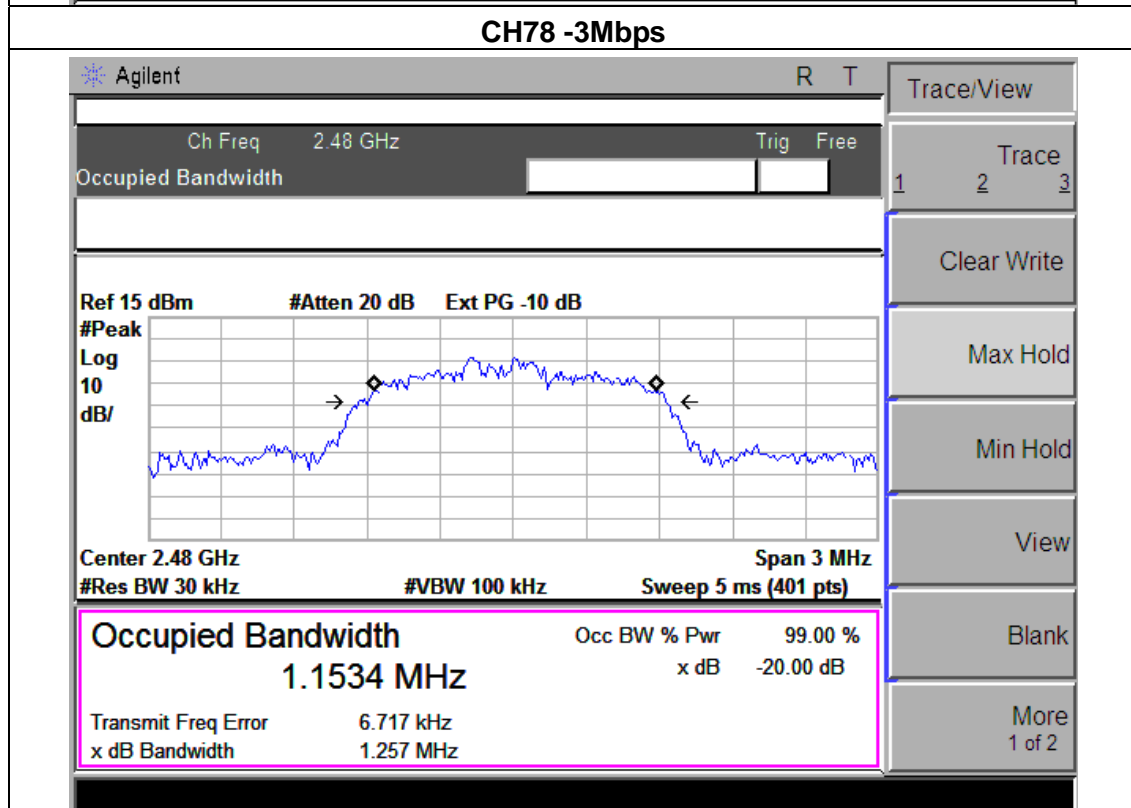 CH78 -3Mbps
Agilent R T
Trace/View
Ch Freq 2.48 GHz Trig Free
Occupied Bandwidth
Trace
1 2 3
Clear Write
Max Hold
Min Hold
View
Blank
More
1 of 2
Ref 15 dBm #Atten 20 dB Ext PG -10 dB
#Peak
Log
10
dB/
Center 2.48 GHz Span 3 MHz
#Res BW 30 kHz #VBW 100 kHz Sweep 5 ms (401 pts)
Occupied Bandwidth Occ BW % Pwr 99.00 %
1.1534 MHz x dB -20.00 dB
Transmit Freq Error 6.717 kHz
x dB Bandwidth 1.257 MHz